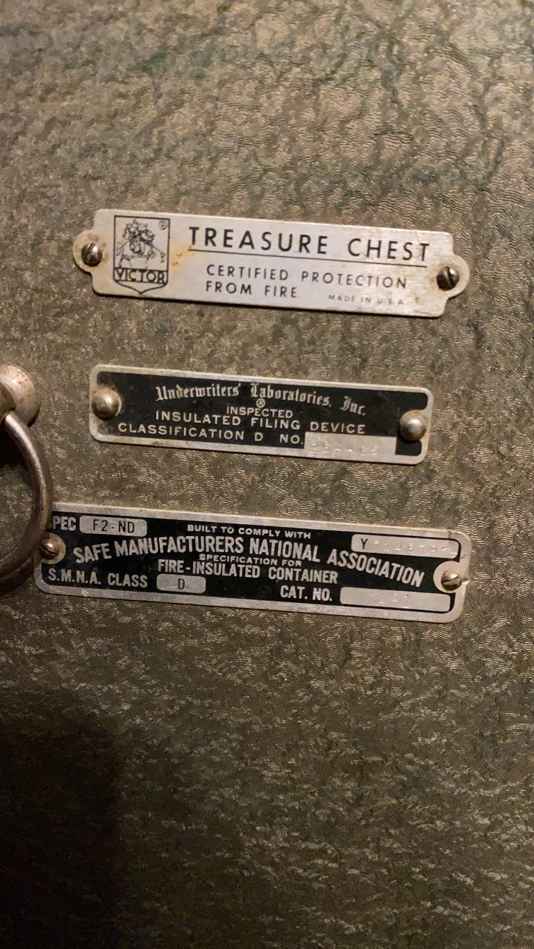 TREASURE CHEST
VICTOR
CERTIFIED PROTECTION
FROM FIRE
MADE IN U.S.A.
Underwriters' Laboratories, Inc.
®
INSPECTED
INSULATED FILING DEVICE
CLASSIFICATION D NO.
PEC F2-ND
BUILT TO COMPLY WITH
Y
SAFE MANUFACTURERS NATIONAL ASSOCIATION
SPECIFICATION FOR
FIRE-INSULATED CONTAINER
S.M.N.A. CLASS D
CAT. NO.